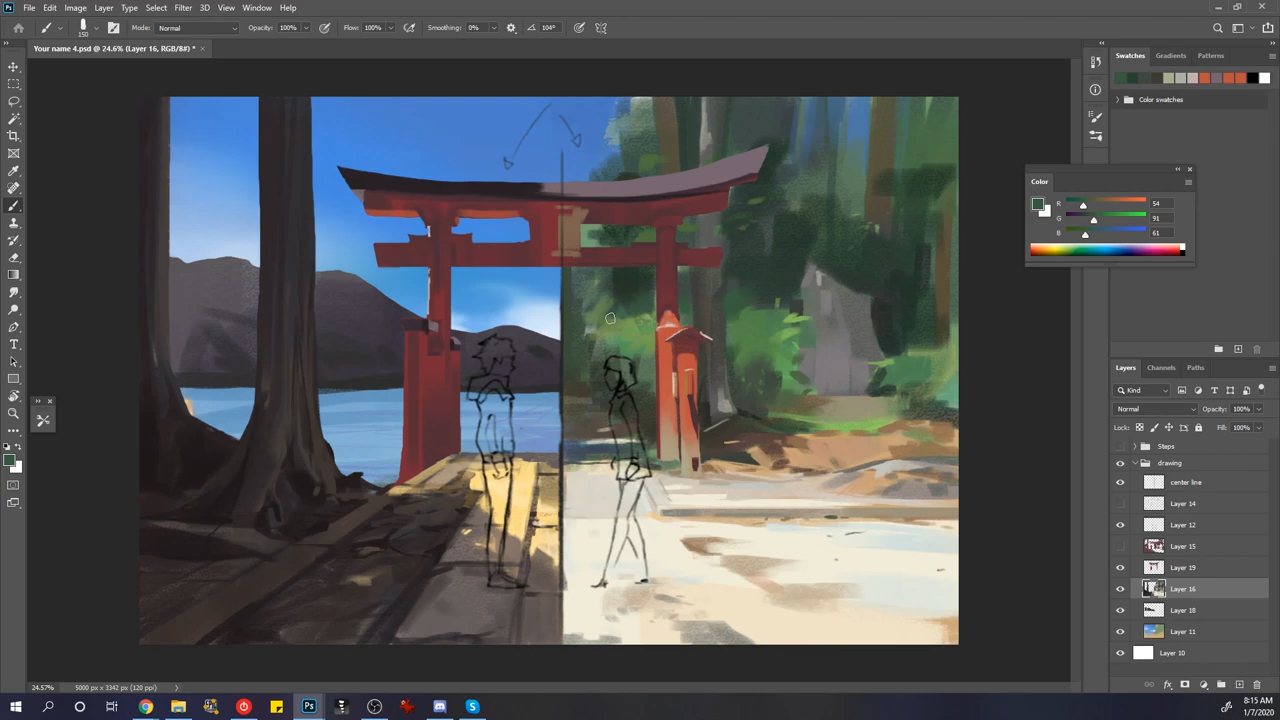 File Edit Image Layer Type Select Filter 3D View Window Help
150 Mode: Normal Opacity: 100% Flow: 100% Smoothing: 0% 104°
Your name 4.psd @ 24.6% (Layer 16, RGB/8#) *
Swatches Gradients Patterns
Color swatches
Color
R 54
G 91
B 61
Layers Channels Paths
Kind
Normal Opacity: 100%
Lock: Fill: 100%
Steps
drawing
center line
Layer 14
Layer 12
Layer 15
Layer 19
Layer 16
Layer 18
Layer 11
Layer 10
24.57% 5000 px x 3342 px (120 ppi)
8:15 AM
1/7/2020